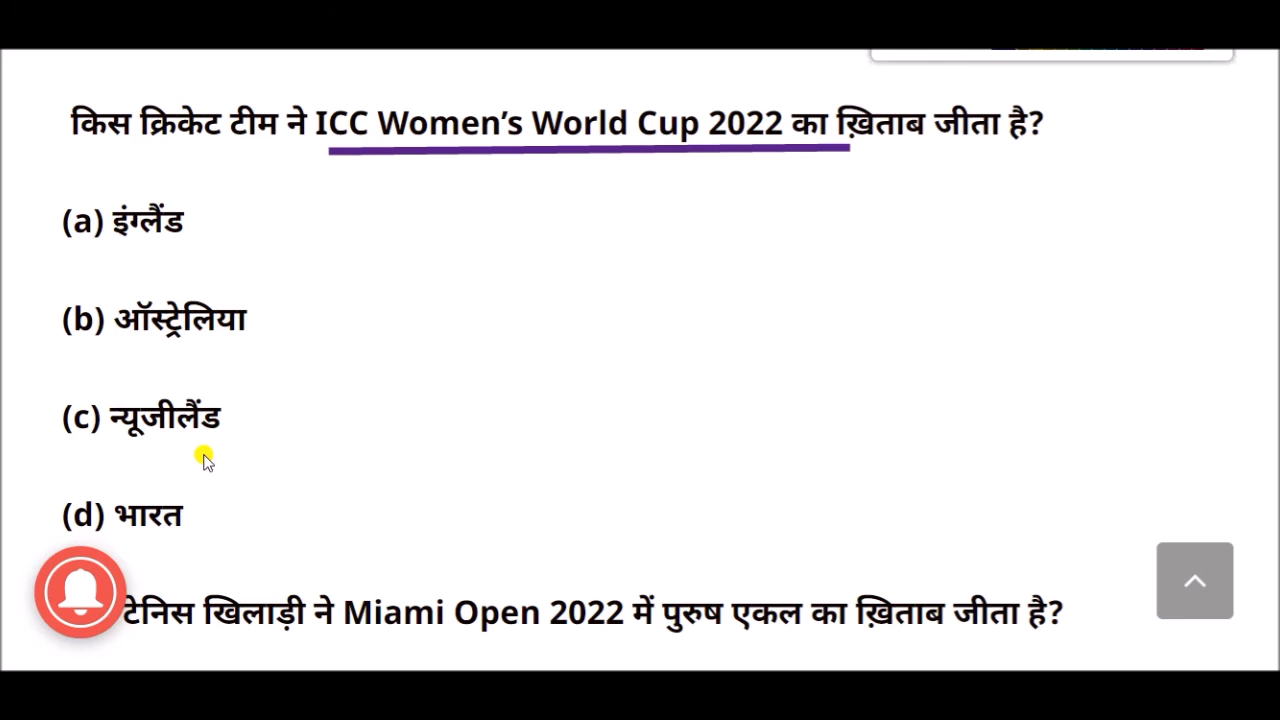 किस क्रिकेट टीम ने ICC Women’s World Cup 2022 का ख़िताब जीता है?
(a) इंग्लैंड
(b) ऑस्ट्रेलिया
(c) न्यूजीलैंड
(d) भारत
टेनिस खिलाड़ी ने Miami Open 2022 में पुरुष एकल का ख़िताब जीता है?